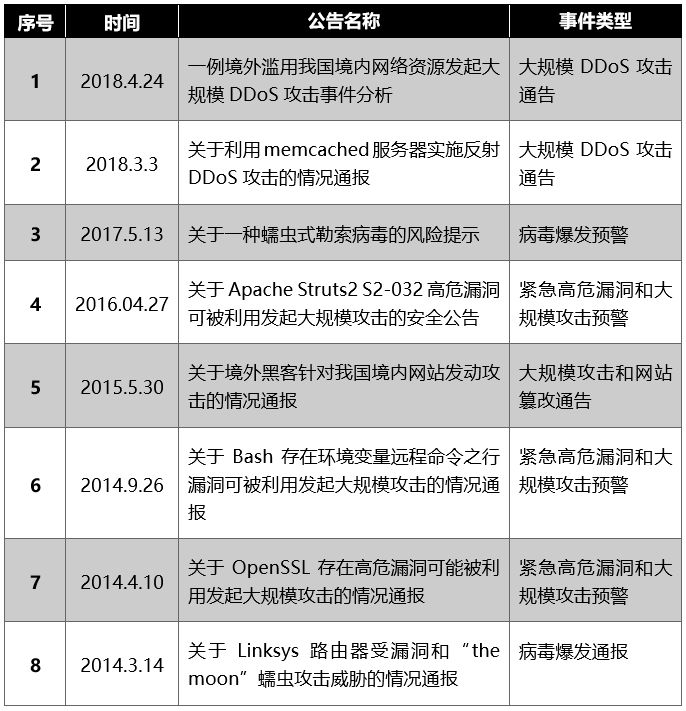 序号 时间 公告名称 事件类型
1 2018.4.24 一例境外滥用我国境内网络资源发起大 大规模 DDoS 攻击
规模 DDoS 攻击事件分析 通告
2 2018.3.3 关于利用 memcached 服务器实施反射 大规模 DDoS 攻击
DDoS 攻击的情况通报 通告
3 2017.5.13 关于一种蠕虫式勒索病毒的风险提示 病毒爆发预警
4 2016.04.27 关于 Apache Struts2 S2-032 高危漏洞 紧急高危漏洞和大
可被利用发起大规模攻击的安全公告 规模攻击预警
5 2015.5.30 关于境外黑客针对我国境内网站发动攻 大规模攻击和网站
击的情况通报 篡改通告
6 2014.9.26 关于 Bash 存在环境变量远程命令之行 紧急高危漏洞和大
漏洞可被利用发起大规模攻击的情况通 规模攻击预警
报
7 2014.4.10 关于 OpenSSL 存在高危漏洞可能被利 紧急高危漏洞和大
用发起大规模攻击的情况通报 规模攻击预警
8 2014.3.14 关于 Linksys 路由器受漏洞和“the 病毒爆发通报
moon”蠕虫攻击威胁的情况通报